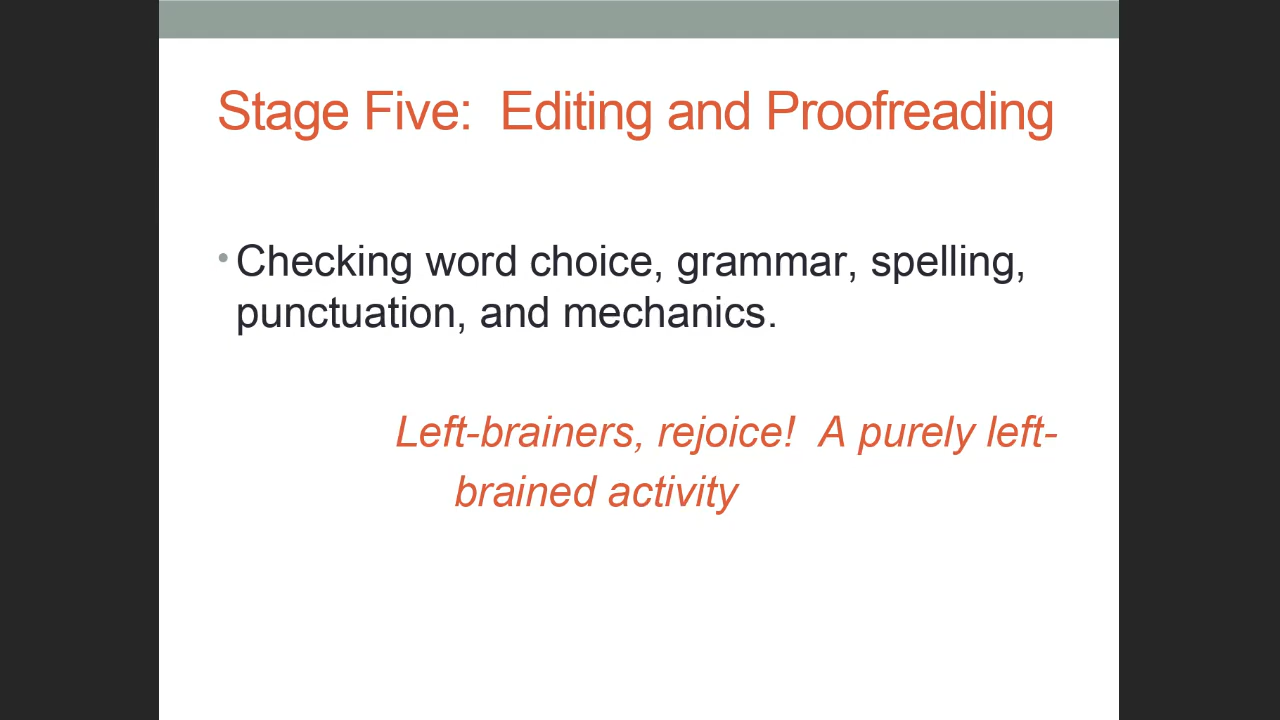 Stage Five:  Editing and Proofreading
• Checking word choice, grammar, spelling,
punctuation, and mechanics.
Left-brainers, rejoice!  A purely left-
brained activity